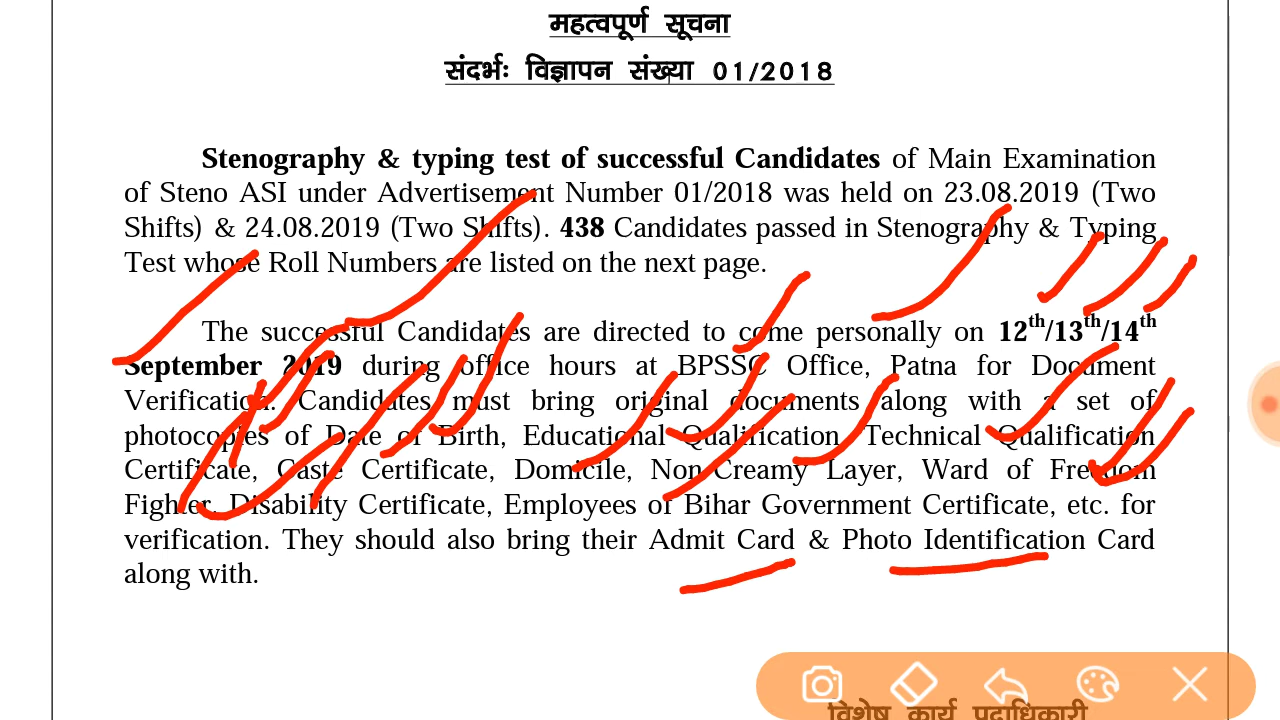 महत्वपूर्ण सूचना
संदर्भः विज्ञापन संख्या 01/2018
Stenography & typing test of successful Candidates of Main Examination
of Steno ASI under Advertisement Number 01/2018 was held on 23.08.2019 (Two
Shifts) & 24.08.2019 (Two Shifts). 438 Candidates passed in Stenography & Typing
Test whose Roll Numbers are listed on the next page.
The successful Candidates are directed to come personally on 12th/13th/14th
September 2019 during office hours at BPSSC Office, Patna for Document
Verification. Candidates must bring original documents along with a set of
photocopies of Date of Birth, Educational Qualification, Technical Qualification
Certificate, Caste Certificate, Domicile, Non Creamy Layer, Ward of Freedom
Fighter, Disability Certificate, Employees of Bihar Government Certificate, etc. for
verification. They should also bring their Admit Card & Photo Identification Card
along with.
विशेष कार्य पदाधिकारी